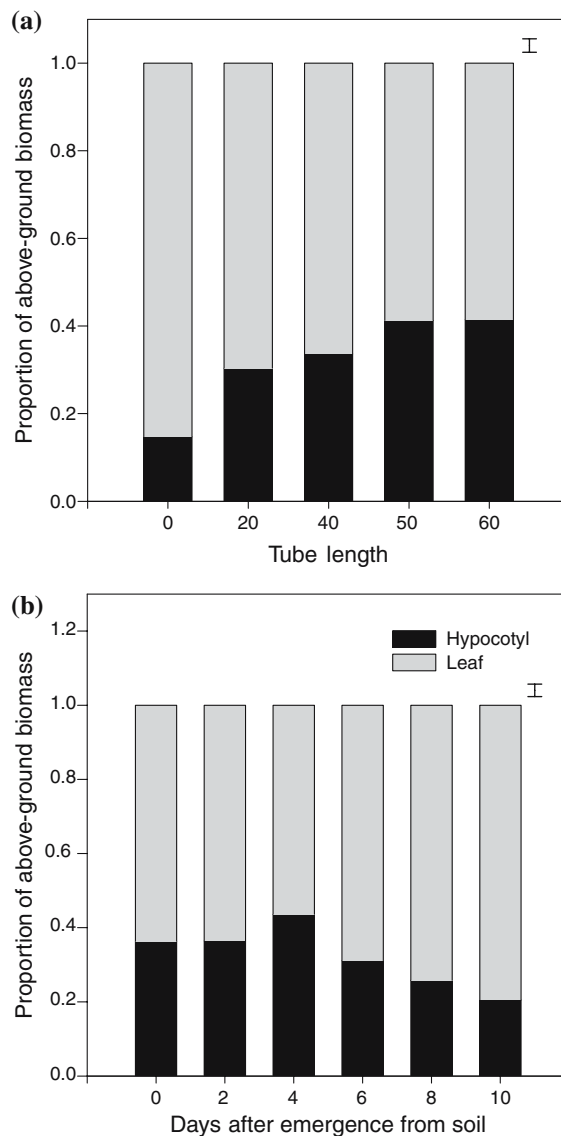 (a)
Proportion of above-ground biomass
1.0
0.8
0.6
0.4
0.2
0.0
0 20 40 50 60
Tube length
(b)
Proportion of above-ground biomass
1.2
1.0
0.8
0.6
0.4
0.2
0.0
Hypocotyl
Leaf
0 2 4 6 8 10
Days after emergence from soil